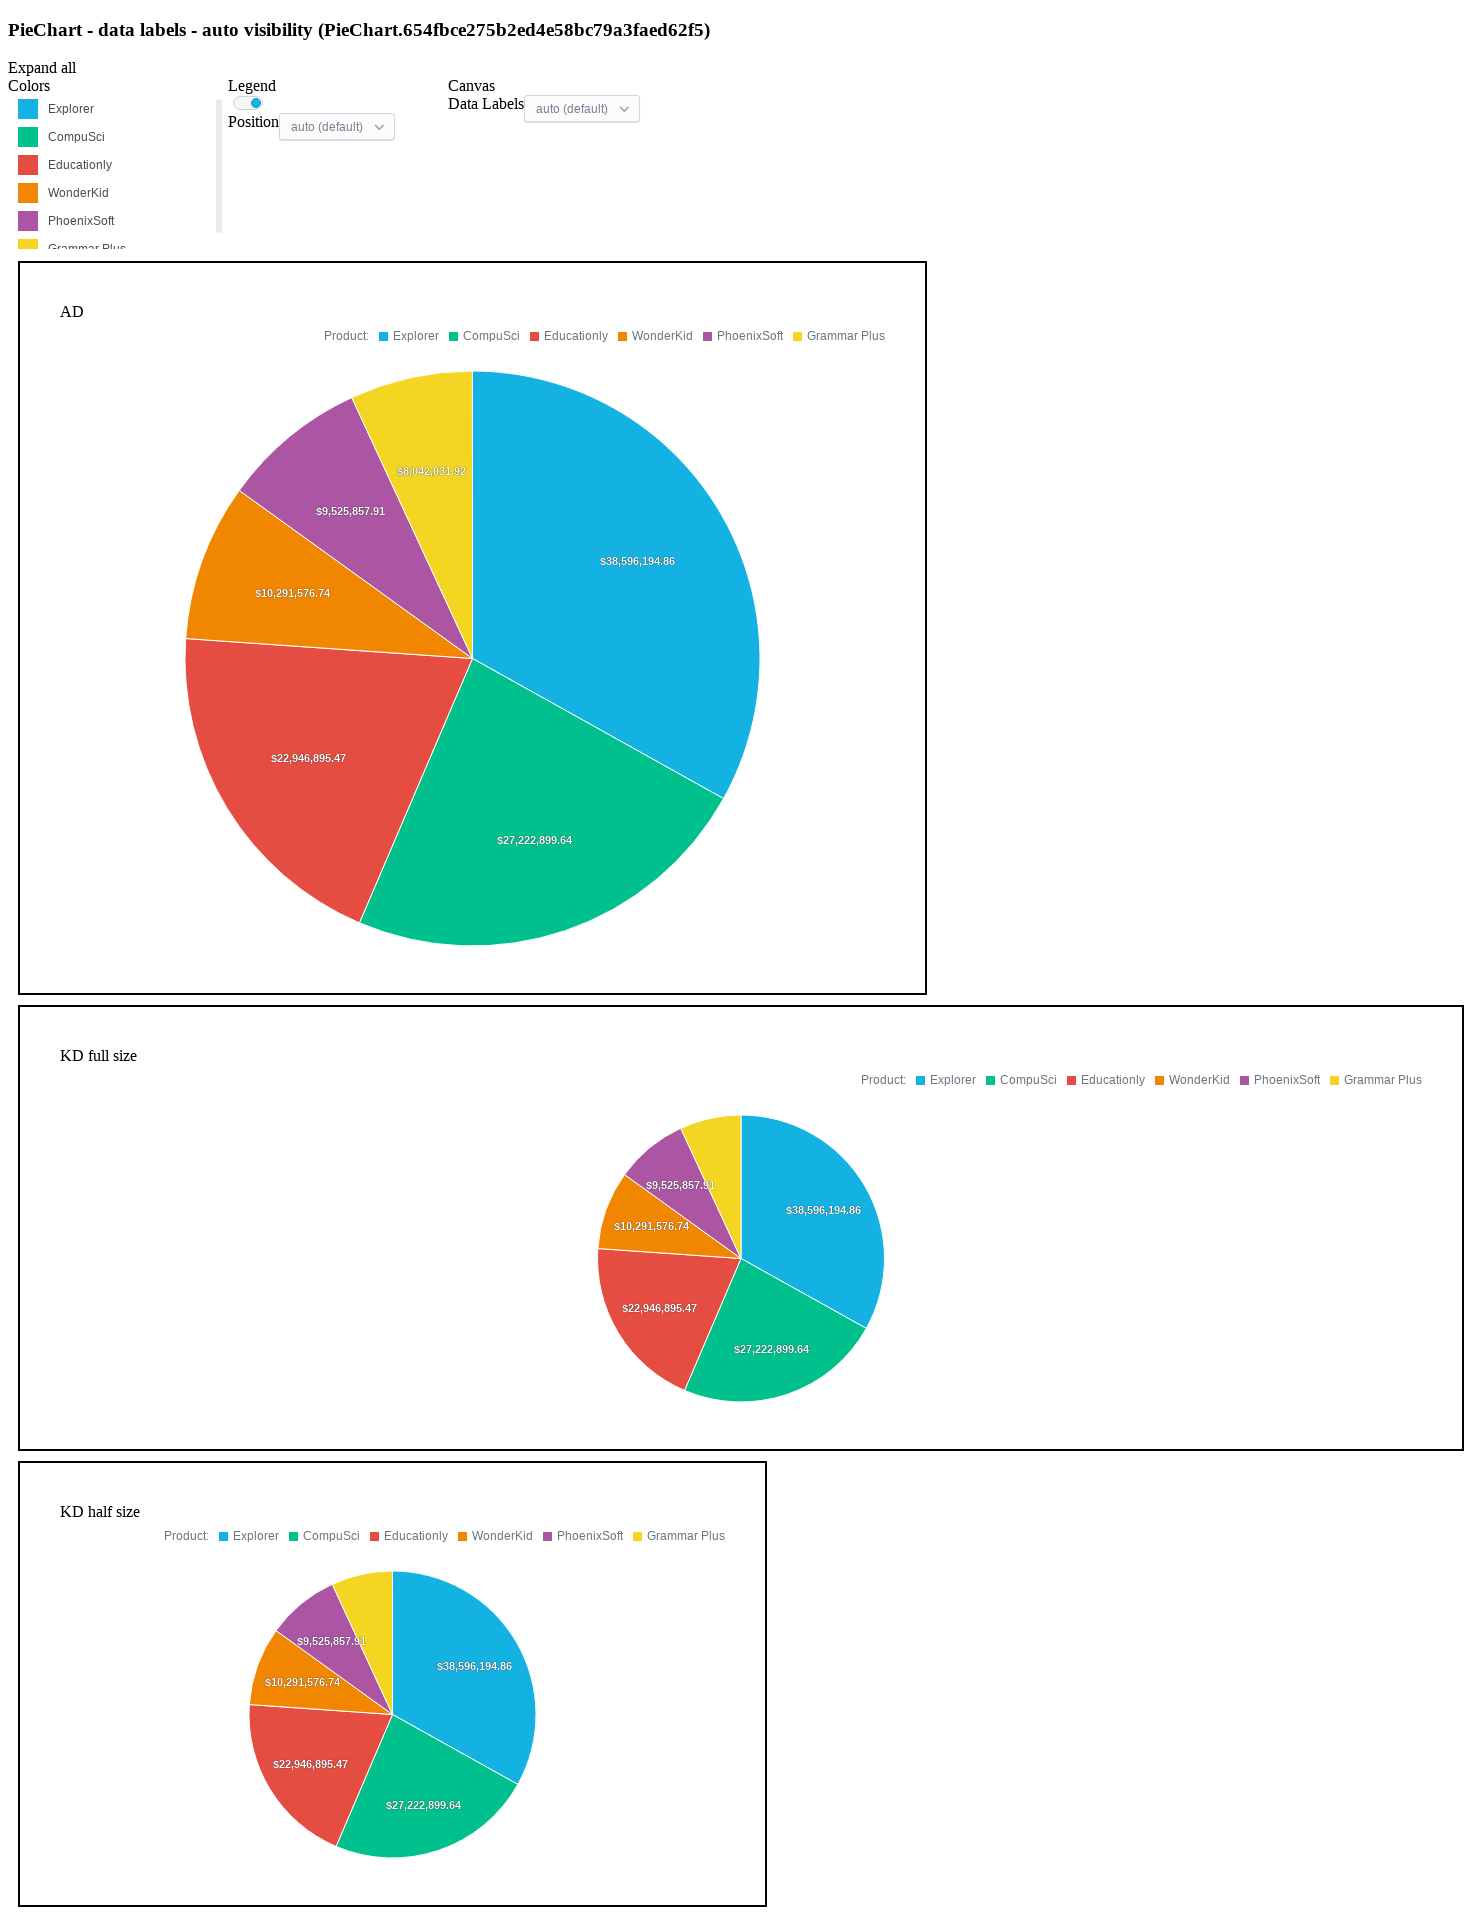 PieChart - data labels - auto visibility (PieChart.654fbce275b2ed4e58bc79a3faed62f5)
Expand all
Colors
Explorer
CompuSci
Educationly
WonderKid
PhoenixSoft
Grammar Plus
Legend
Position auto (default)
Canvas
Data Labels auto (default)
AD
Product: Explorer CompuSci Educationly WonderKid PhoenixSoft Grammar Plus
$8,042,031.92
$9,525,857.91
$38,596,194.86
$10,291,576.74
$22,946,895.47
$27,222,899.64
KD full size
Product: Explorer CompuSci Educationly WonderKid PhoenixSoft Grammar Plus
$9,525,857.91
$38,596,194.86
$10,291,576.74
$22,946,895.47
$27,222,899.64
KD half size
Product: Explorer CompuSci Educationly WonderKid PhoenixSoft Grammar Plus
$9,525,857.91
$38,596,194.86
$10,291,576.74
$22,946,895.47
$27,222,899.64